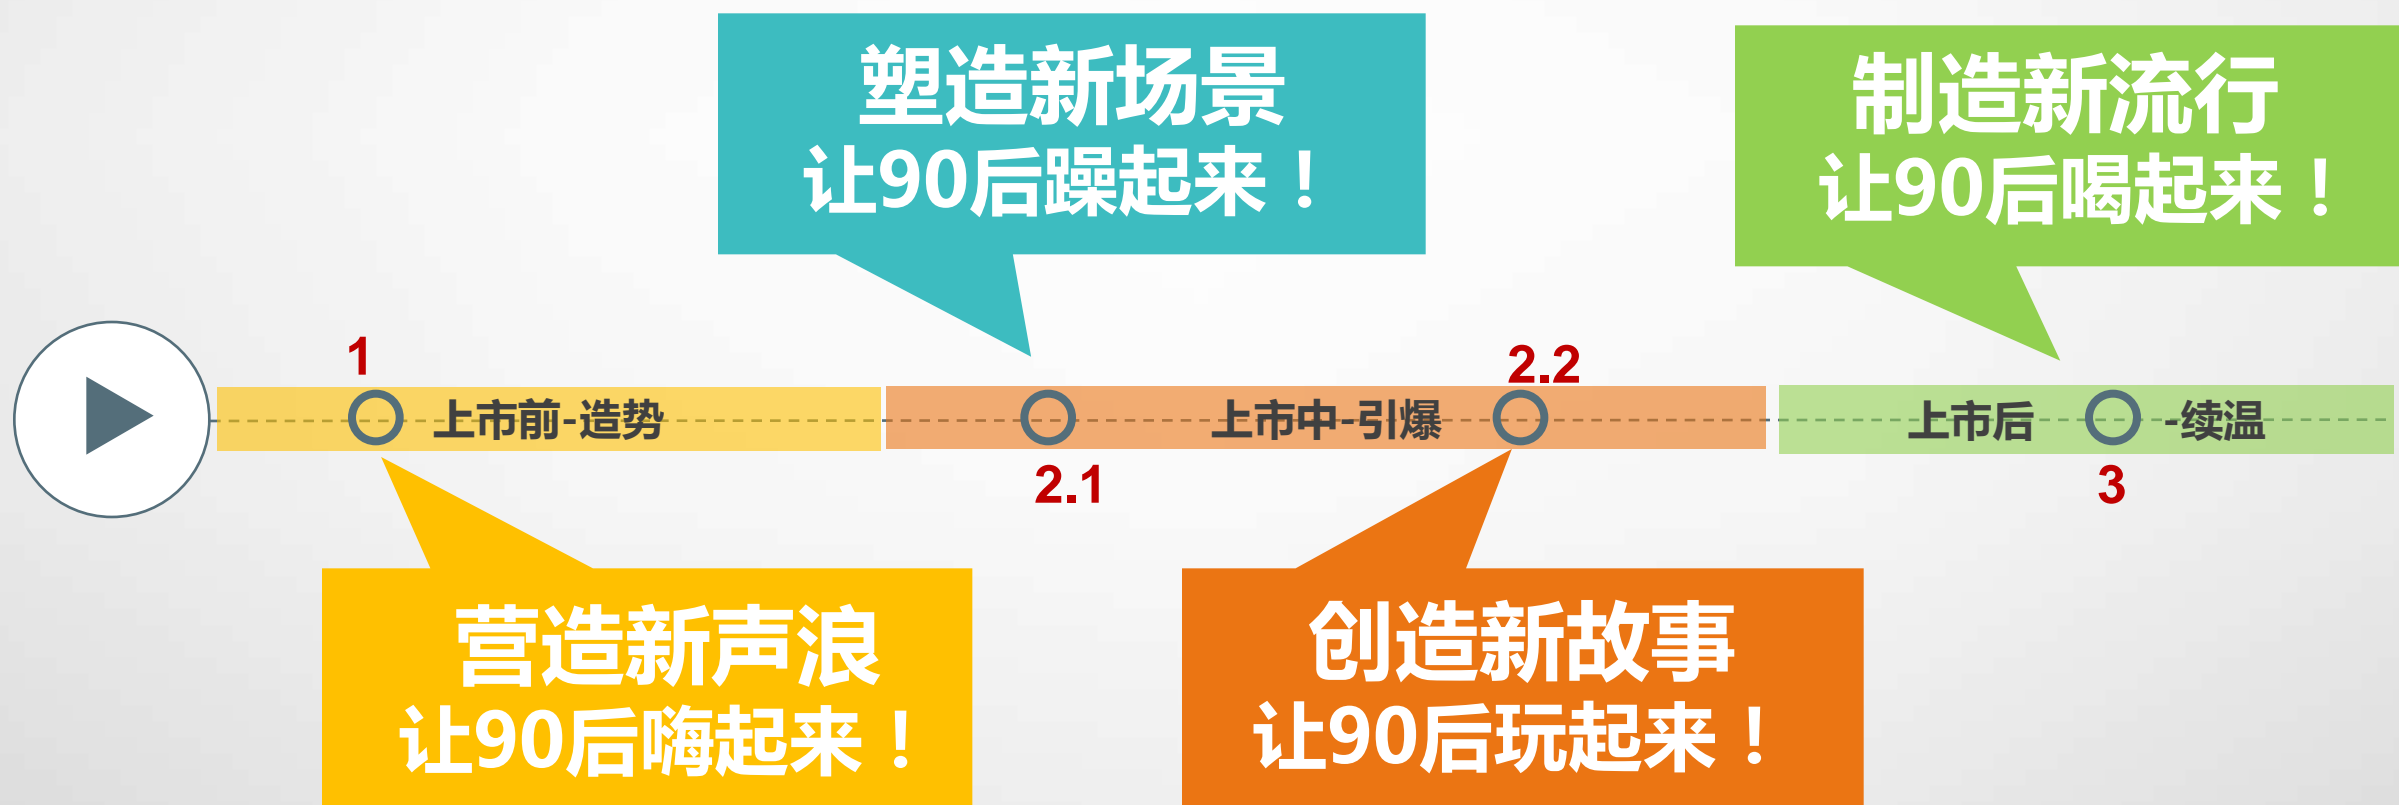 塑造新场景
让90后躁起来！
制造新流行
让90后喝起来！
1
2.2
上市前-造势
上市中-引爆
上市后
-续温
2.1
3
营造新声浪
让90后嗨起来！
创造新故事
让90后玩起来！